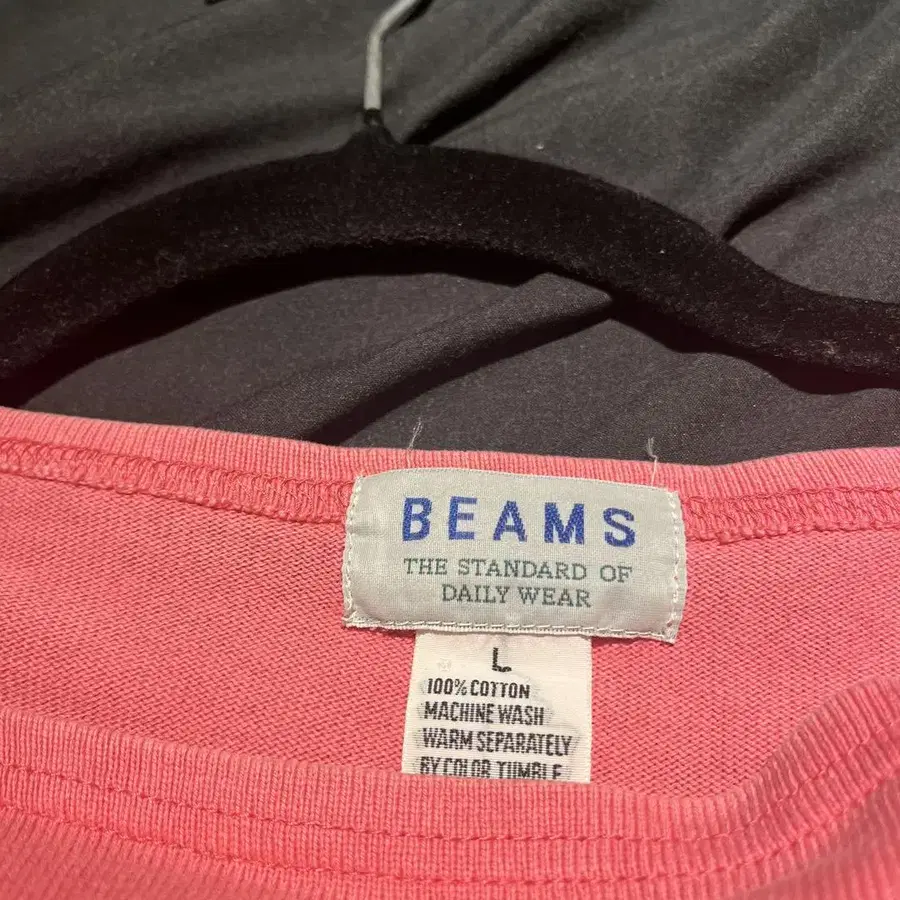 BEAMS
THE STANDARD OF
DAILY WEAR
L
100% COTTON
MACHINE WASH
WARM SEPARATELY
BY COLOR TUMBLE